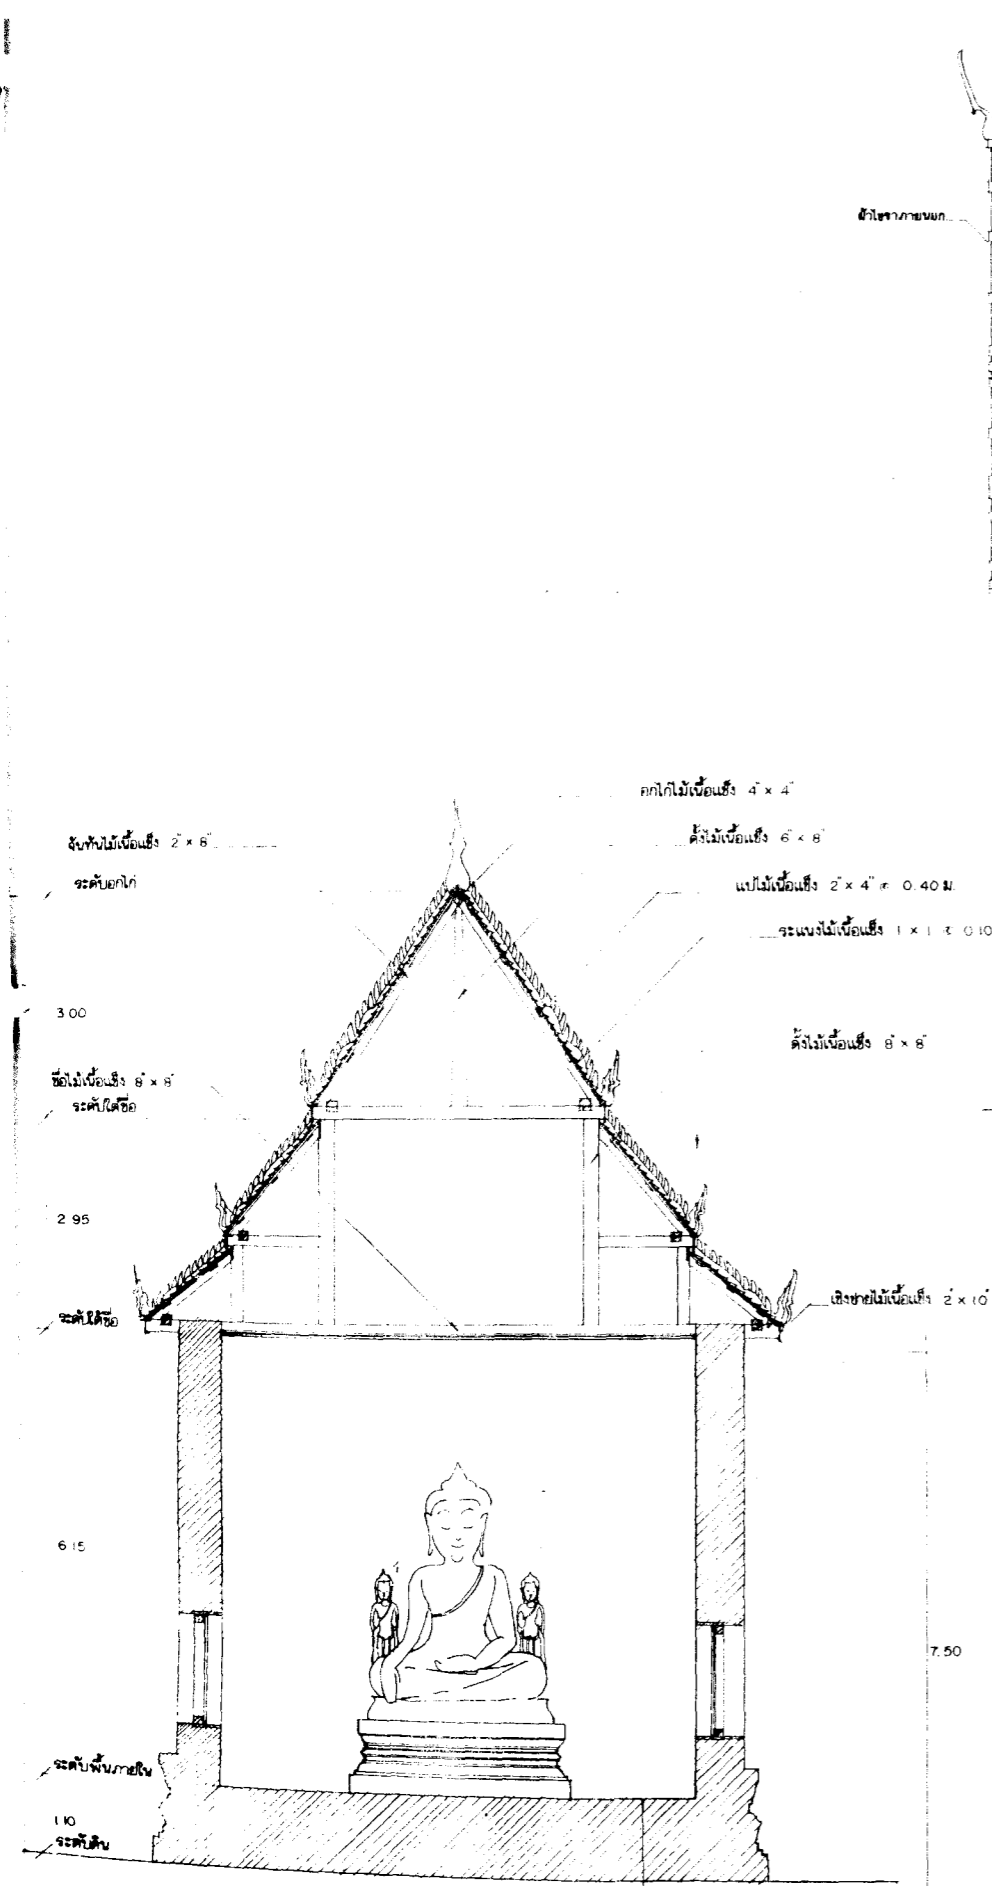 ฝ้าไขราภายนอก
อกไก่ไม้เนื้อแข็ง 4" x 4"
จันทันไม้เนื้อแข็ง 2" x 8"
ดั้งไม้เนื้อแข็ง 6" x 8"
ระดับอกไก่
แปไม้เนื้อแข็ง 2" x 4" @ 0.40 ม.
ระแนงไม้เนื้อแข็ง 1 x 1 @ 0.10
3.00
ดั้งไม้เนื้อแข็ง 8" x 8"
ขื่อไม้เนื้อแข็ง 8" x 8"
ระดับใต้ขื่อ
2.95
เชิงชายไม้เนื้อแข็ง 2" x 10"
ระดับใต้ขื่อ
6.15
7.50
ระดับพื้นภายใน
1.10
ระดับดิน